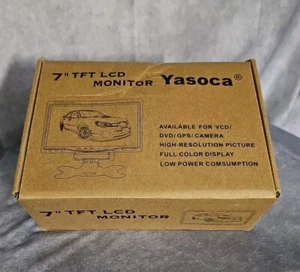 7" TFT LCD
MONITOR
Yasoca®
AVAILABLE FOR VCD/
DVD/GPS/CAMERA
HIGH-RESOLUTION PICTURE
FULL COLOR DISPLAY
LOW POWER COMSUMPTION
7" TFT LCD
MONITOR